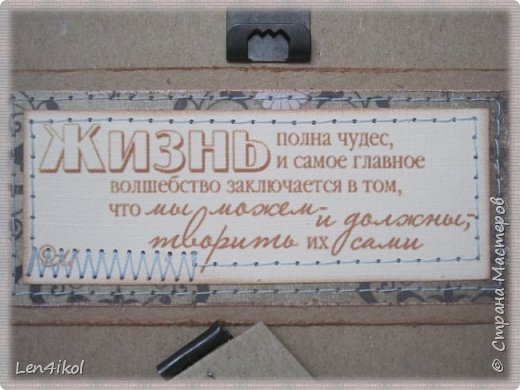 ЖИЗНЬ полна чудес,
и самое главное
волшебство заключается в том,
что мы можем - и должны, -
творить их сами
Len4ikol
© Страна Мастеров